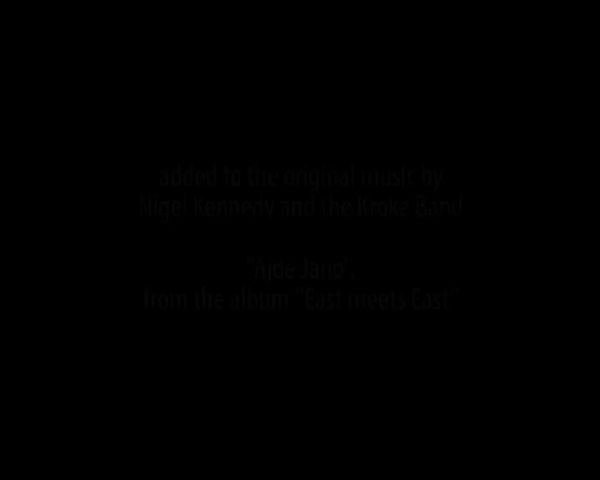 added to the original music by
Nigel Kennedy and the Kroke Band
"Ajde Jano",
from the album "East meets East"